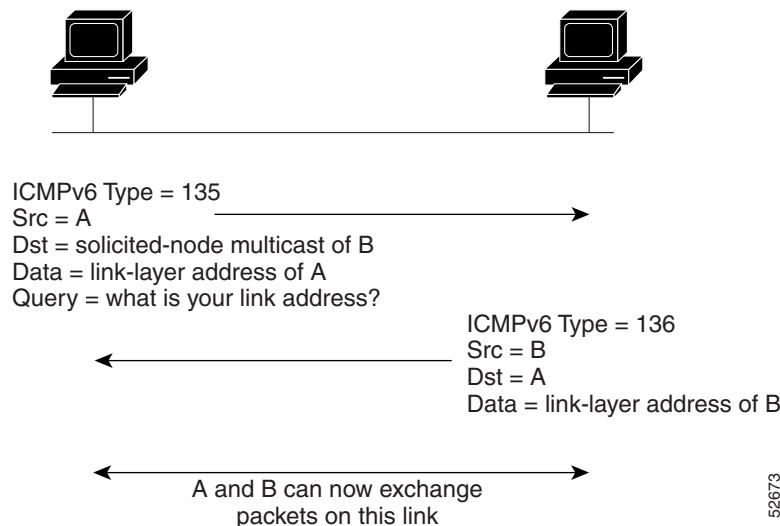 ICMPv6 Type = 135
Src = A
Dst = solicited-node multicast of B
Data = link-layer address of A
Query = what is your link address?
ICMPv6 Type = 136
Src = B
Dst = A
Data = link-layer address of B
A and B can now exchange
packets on this link
52673